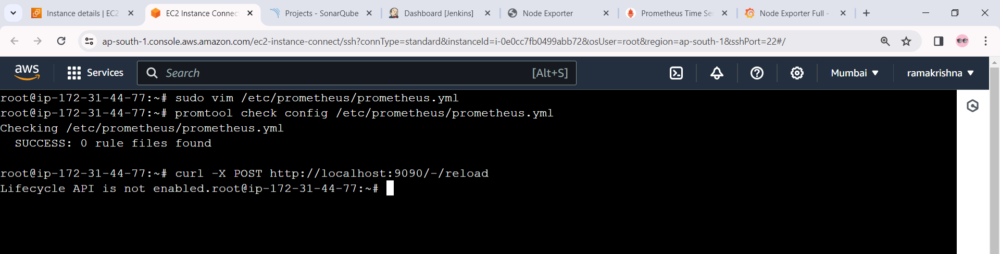 Instance details | EC2
EC2 Instance Connect
Projects - SonarQube
Dashboard [Jenkins]
Node Exporter
Prometheus Time Ser
Node Exporter Full -
ap-south-1.console.aws.amazon.com/ec2-instance-connect/ssh?connType=standard&instanceId=i-0e0cc7fb0499abb72&osUser=root&region=ap-south-1&sshPort=22#/
aws
Services
Search
[Alt+S]
Mumbai
ramakrishna
root@ip-172-31-44-77:~# sudo vim /etc/prometheus/prometheus.yml
root@ip-172-31-44-77:~# promtool check config /etc/prometheus/prometheus.yml
Checking /etc/prometheus/prometheus.yml
SUCCESS: 0 rule files found
root@ip-172-31-44-77:~# curl -X POST http://localhost:9090/-/reload
Lifecycle API is not enabled.root@ip-172-31-44-77:~#